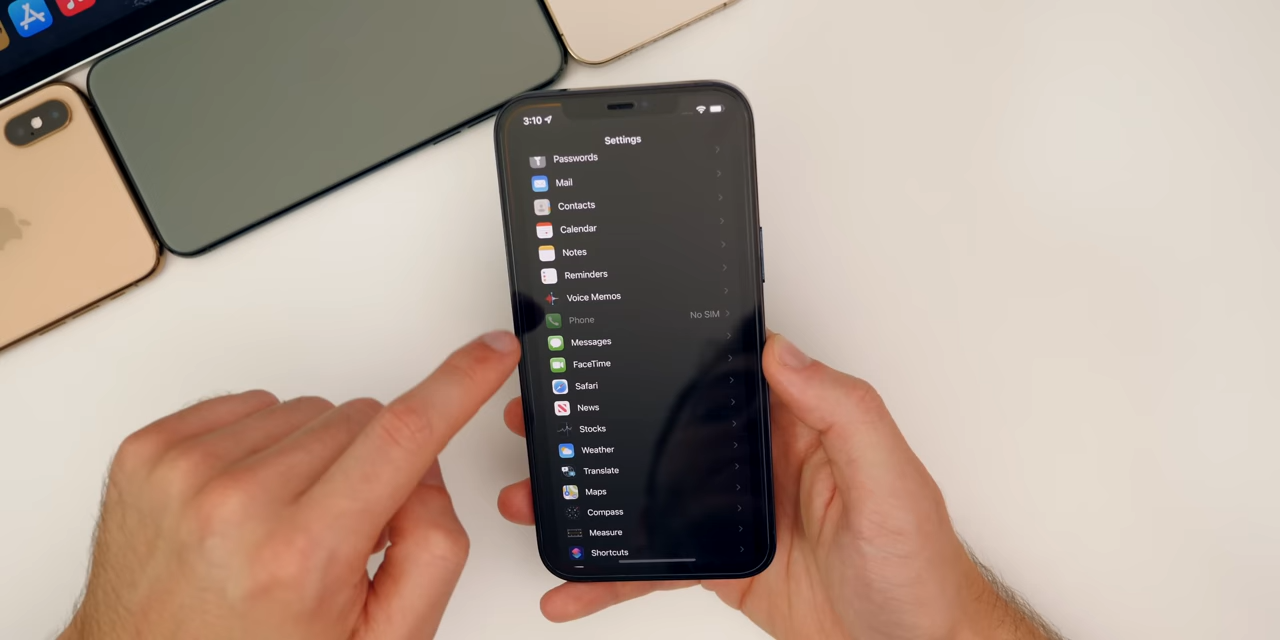 3:10
Settings
Passwords
Mail
Contacts
Calendar
Notes
Reminders
Voice Memos
Phone No SIM
Messages
FaceTime
Safari
News
Stocks
Weather
Translate
Maps
Compass
Measure
Shortcuts